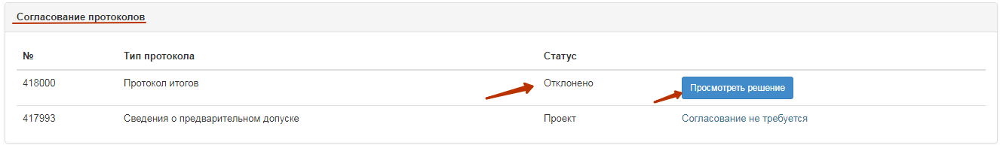 Согласование протоколов
№ Тип протокола Статус
418000 Протокол итогов Отклонено Просмотреть решение
417993 Сведения о предварительном допуске Проект Согласование не требуется